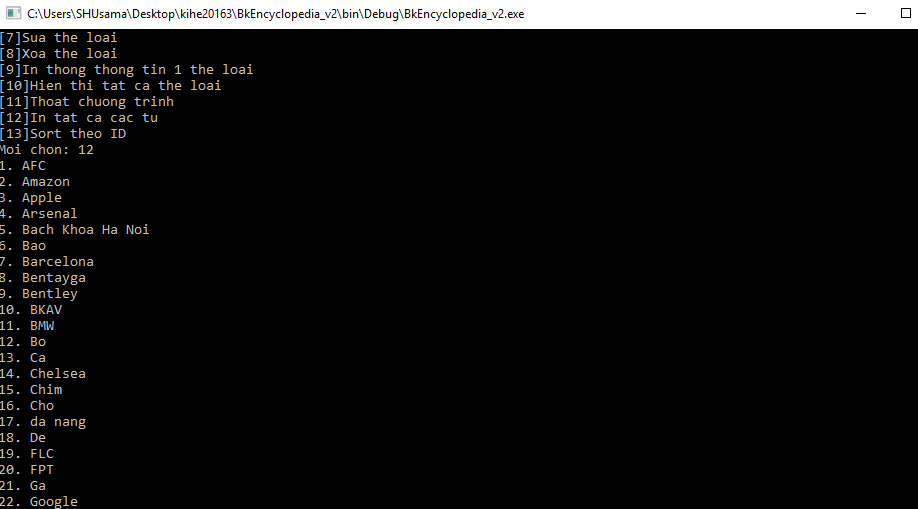 C:\Users\SHUsama\Desktop\kihe20163\BkEncyclopedia_v2\bin\Debug\BkEncyclopedia_v2.exe
[7]Sua the loai
[8]Xoa the loai
[9]In thong thong tin 1 the loai
[10]Hien thi tat ca the loai
[11]Thoat chuong trinh
[12]In tat ca cac tu
[13]Sort theo ID
Moi chon: 12
1. AFC
2. Amazon
3. Apple
4. Arsenal
5. Bach Khoa Ha Noi
6. Bao
7. Barcelona
8. Bentayga
9. Bentley
10. BKAV
11. BMW
12. Bo
13. Ca
14. Chelsea
15. Chim
16. Cho
17. da nang
18. De
19. FLC
20. FPT
21. Ga
22. Google